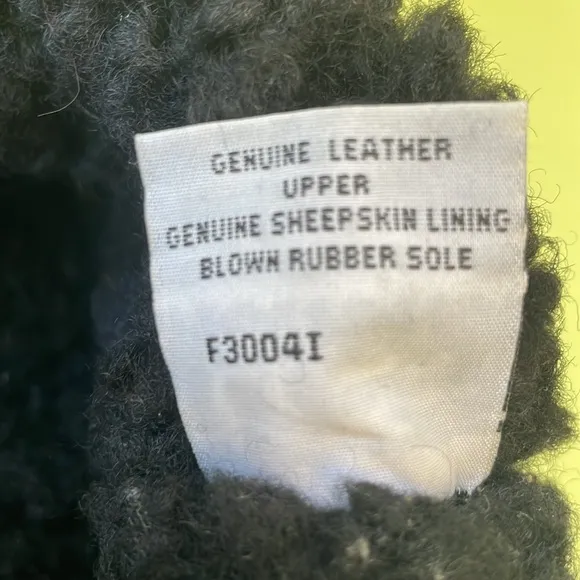 GENUINE LEATHER
UPPER
GENUINE SHEEPSKIN LINING
BLOWN RUBBER SOLE
F3004I